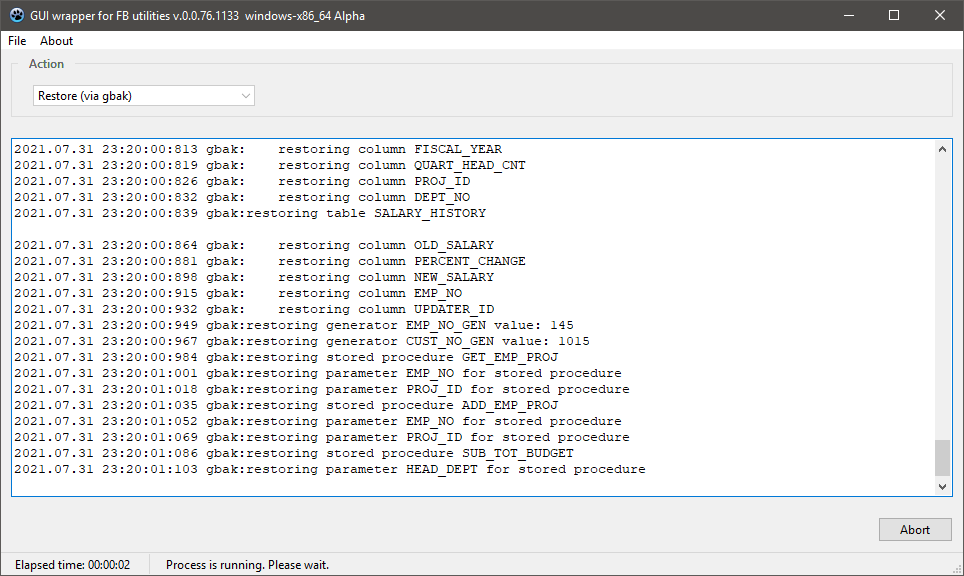 GUI wrapper for FB utilities v.0.0.76.1133  windows-x86_64 Alpha
File About
Action
Restore (via gbak)
2021.07.31 23:20:00:813 gbak:    restoring column FISCAL_YEAR
2021.07.31 23:20:00:819 gbak:    restoring column QUART_HEAD_CNT
2021.07.31 23:20:00:826 gbak:    restoring column PROJ_ID
2021.07.31 23:20:00:832 gbak:    restoring column DEPT_NO
2021.07.31 23:20:00:839 gbak:restoring table SALARY_HISTORY
2021.07.31 23:20:00:864 gbak:    restoring column OLD_SALARY
2021.07.31 23:20:00:881 gbak:    restoring column PERCENT_CHANGE
2021.07.31 23:20:00:898 gbak:    restoring column NEW_SALARY
2021.07.31 23:20:00:915 gbak:    restoring column EMP_NO
2021.07.31 23:20:00:932 gbak:    restoring column UPDATER_ID
2021.07.31 23:20:00:949 gbak:restoring generator EMP_NO_GEN value: 145
2021.07.31 23:20:00:967 gbak:restoring generator CUST_NO_GEN value: 1015
2021.07.31 23:20:00:984 gbak:restoring stored procedure GET_EMP_PROJ
2021.07.31 23:20:01:001 gbak:restoring parameter EMP_NO for stored procedure
2021.07.31 23:20:01:018 gbak:restoring parameter PROJ_ID for stored procedure
2021.07.31 23:20:01:035 gbak:restoring stored procedure ADD_EMP_PROJ
2021.07.31 23:20:01:052 gbak:restoring parameter EMP_NO for stored procedure
2021.07.31 23:20:01:069 gbak:restoring parameter PROJ_ID for stored procedure
2021.07.31 23:20:01:086 gbak:restoring stored procedure SUB_TOT_BUDGET
2021.07.31 23:20:01:103 gbak:restoring parameter HEAD_DEPT for stored procedure
Abort
Elapsed time: 00:00:02 Process is running. Please wait.